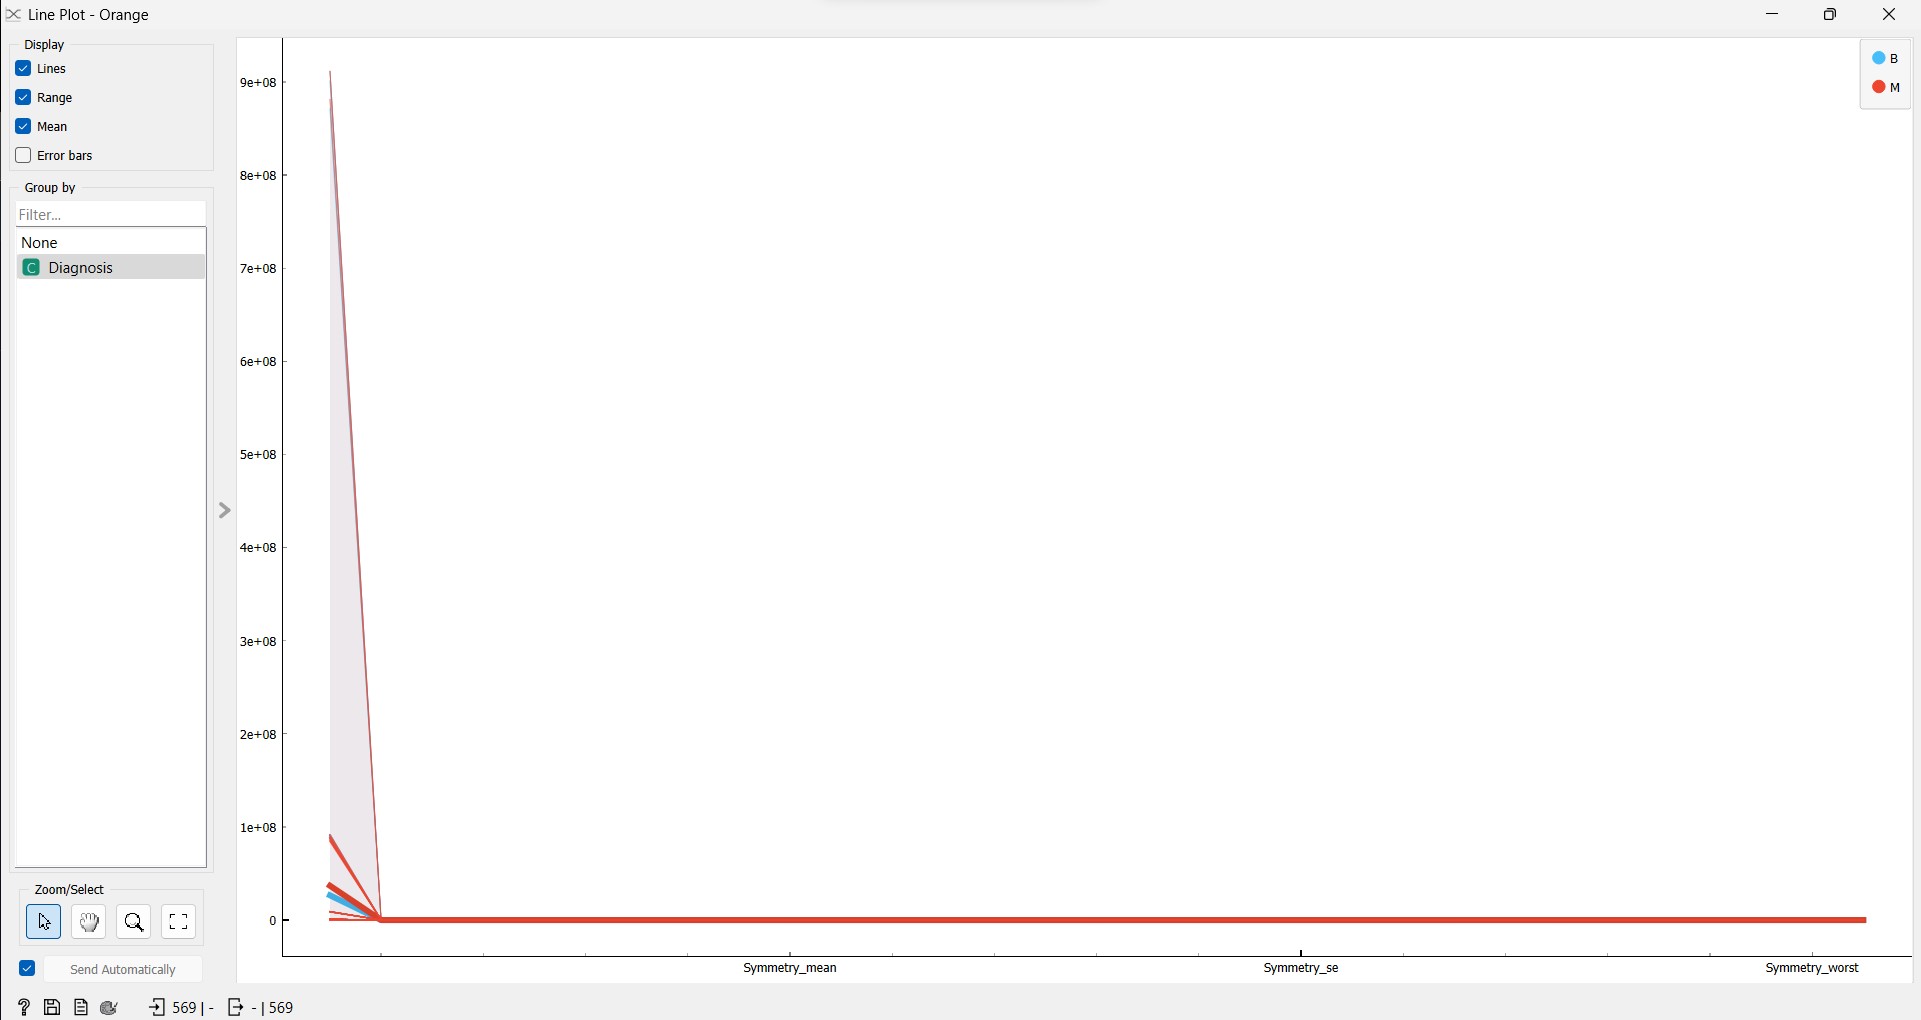 Line Plot - Orange
Display
Lines
Range
Mean
Error bars
Group by
Filter...
None
C Diagnosis
Zoom/Select
Send Automatically
? 569 | - - | 569
9e+08
8e+08
7e+08
6e+08
5e+08
4e+08
3e+08
2e+08
1e+08
0
Symmetry_mean Symmetry_se Symmetry_worst
B
M